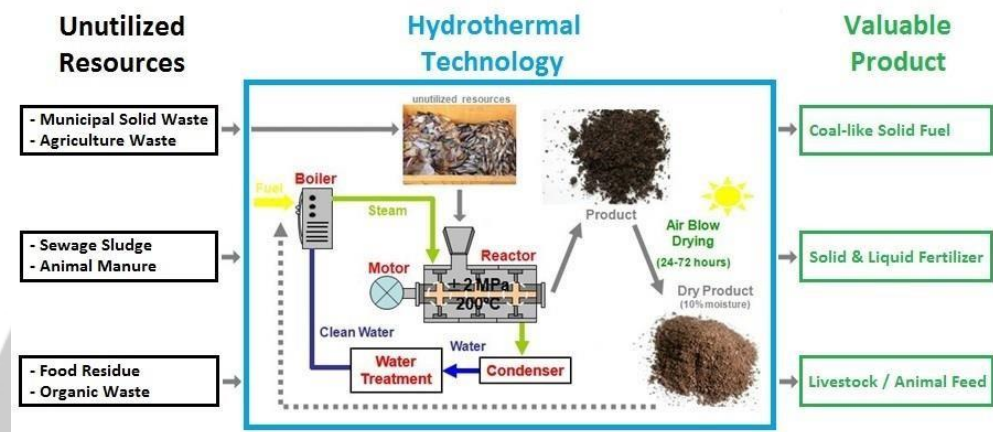 Unutilized
Resources
- Municipal Solid Waste
- Agriculture Waste
- Sewage Sludge
- Animal Manure
- Food Residue
- Organic Waste
Hydrothermal
Technology
unutilized resources
Fuel
Boiler
Steam
Motor
Reactor
± 2 MPa
200°C
Product
Air Blow
Drying
(24-72 hours)
Dry Product
(10% moisture)
Clean Water
Water
Treatment
Water
Condenser
Valuable
Product
Coal-like Solid Fuel
Solid & Liquid Fertilizer
Livestock / Animal Feed